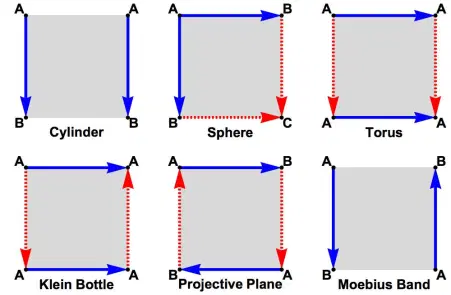 A A A B A A
B B B C A A
Cylinder Sphere Torus
A A A B A B
A A B A B A
Klein Bottle Projective Plane Moebius Band